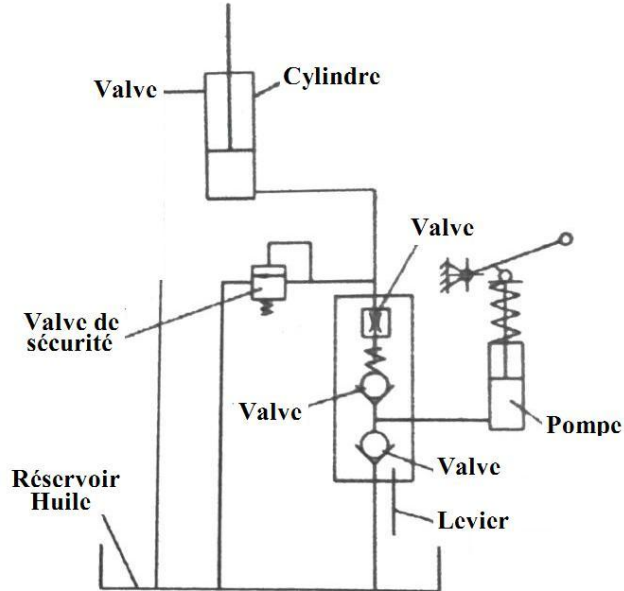 Cylindre
Valve
Valve
Valve de
sécurité
Valve
Pompe
Valve
Réservoir
Huile
Levier